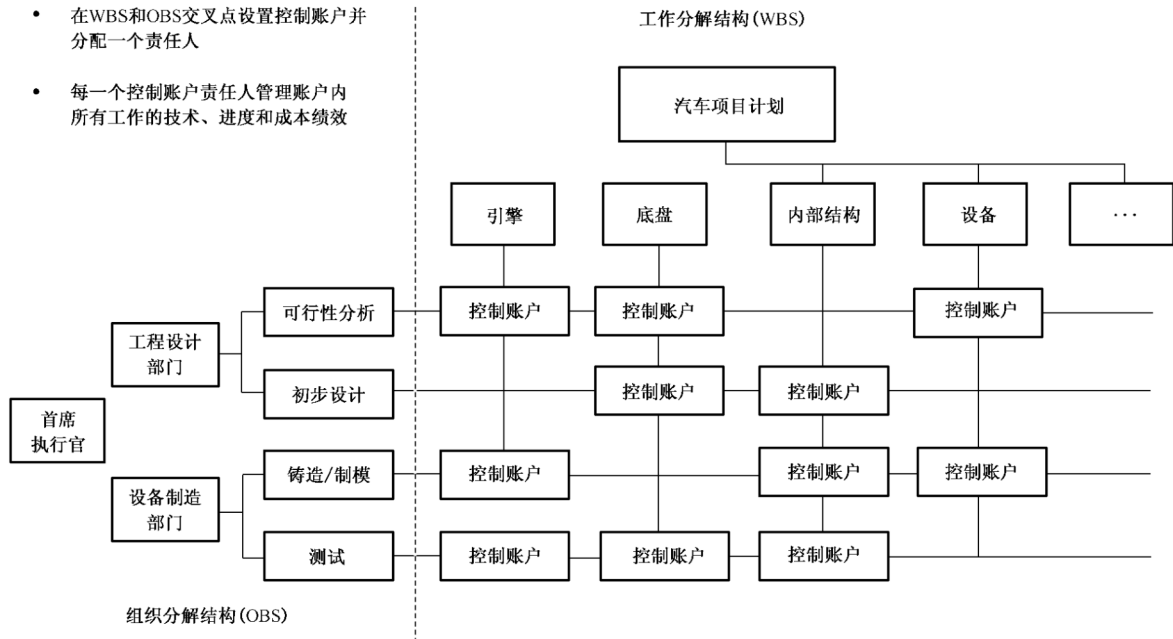 • 在WBS和OBS交叉点设置控制账户并
分配一个责任人
• 每一个控制账户责任人管理账户内
所有工作的技术、进度和成本绩效
工作分解结构(WBS)
汽车项目计划
引擎
底盘
内部结构
设备
...
可行性分析
控制账户
控制账户
控制账户
工程设计
部门
初步设计
控制账户
控制账户
首席
执行官
铸造/制模
控制账户
控制账户
控制账户
设备制造
部门
测试
控制账户
控制账户
控制账户
组织分解结构(OBS)